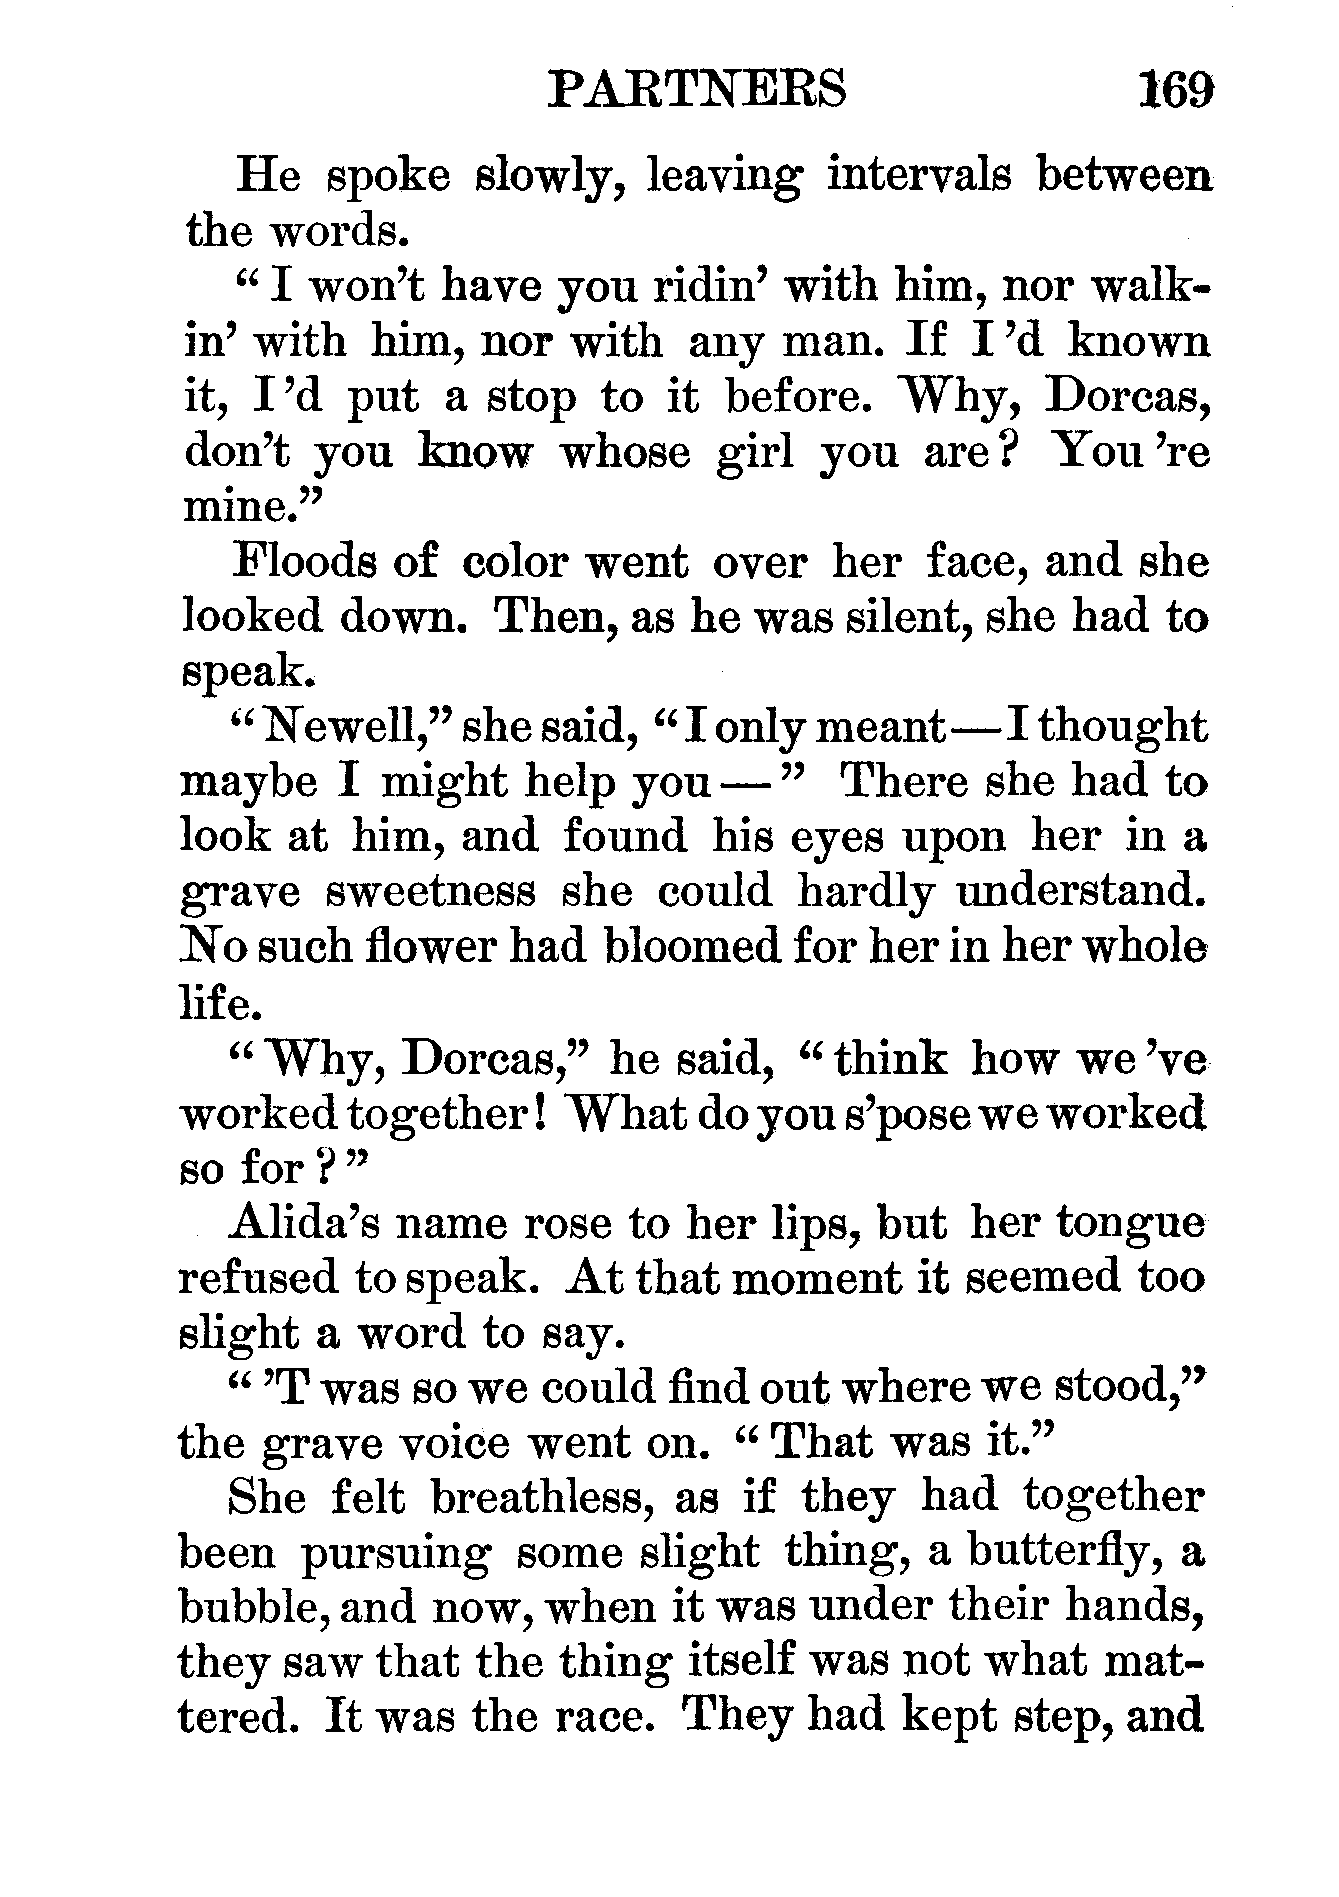 PARTNERS 169
He spoke slowly, leaving intervals between
the words.
“ I won’t have you ridin’ with him, nor walk-
in’ with him, nor with any man. If I ’d known
it, I ’d put a stop to it before. Why, Dorcas,
don’t you know whose girl you are? You ’re
mine.”
Floods of color went over her face, and she
looked down. Then, as he was silent, she had to
speak.
“ Newell,” she said, “ I only meant—I thought
maybe I might help you — ” There she had to
look at him, and found his eyes upon her in a
grave sweetness she could hardly understand.
No such flower had bloomed for her in her whole
life.
“ Why, Dorcas,” he said, “ think how we ’ve
worked together! What do you s’pose we worked
so for ? ”
Alida’s name rose to her lips, but her tongue
refused to speak. At that moment it seemed too
slight a word to say.
“ ’T was so we could find out where we stood,”
the grave voice went on. “ That was it.”
She felt breathless, as if they had together
been pursuing some slight thing, a butterfly, a
bubble, and now, when it was under their hands,
they saw that the thing itself was not what mat-
tered. It was the race. They had kept step, and